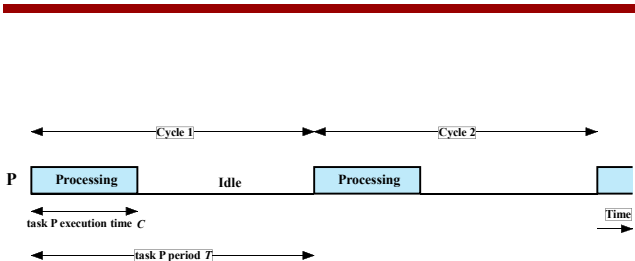 Cycle 1
Cycle 2
P
Processing
Idle
Processing
task P execution time C
Time
task P period T